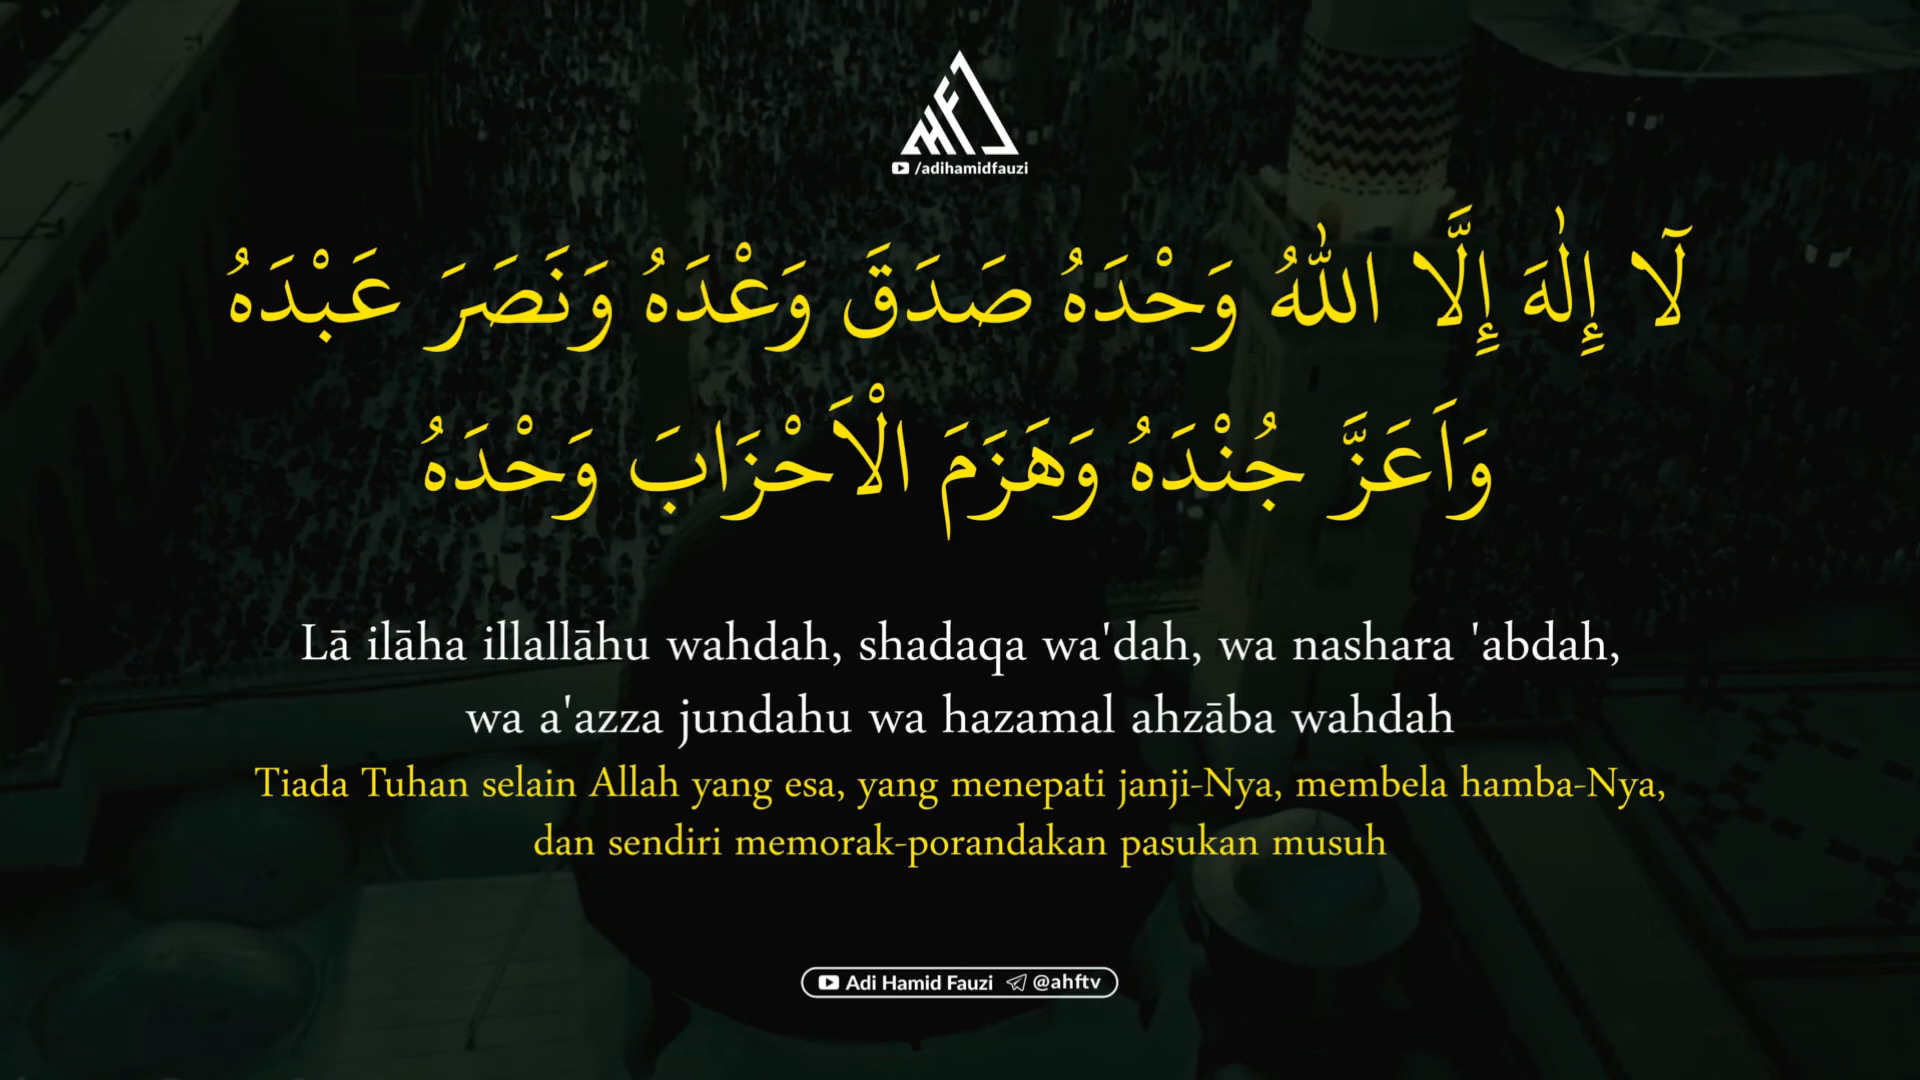 /adihamidfauzi
لَآ إِلٰهَ إِلَّا اللّٰهُ وَحْدَهُ صَدَقَ وَعْدَهُ وَنَصَرَ عَبْدَهُ
وَاَعَزَّ جُنْدَهُ وَهَزَمَ الْاَحْزَابَ وَحْدَهُ
Lā ilāha illallāhu wahdah, shadaqa wa'dah, wa nashara 'abdah,
wa a'azza jundahu wa hazamal ahzāba wahdah
Tiada Tuhan selain Allah yang esa, yang menepati janji-Nya, membela hamba-Nya,
dan sendiri memorak-porandakan pasukan musuh
Adi Hamid Fauzi @ahftv